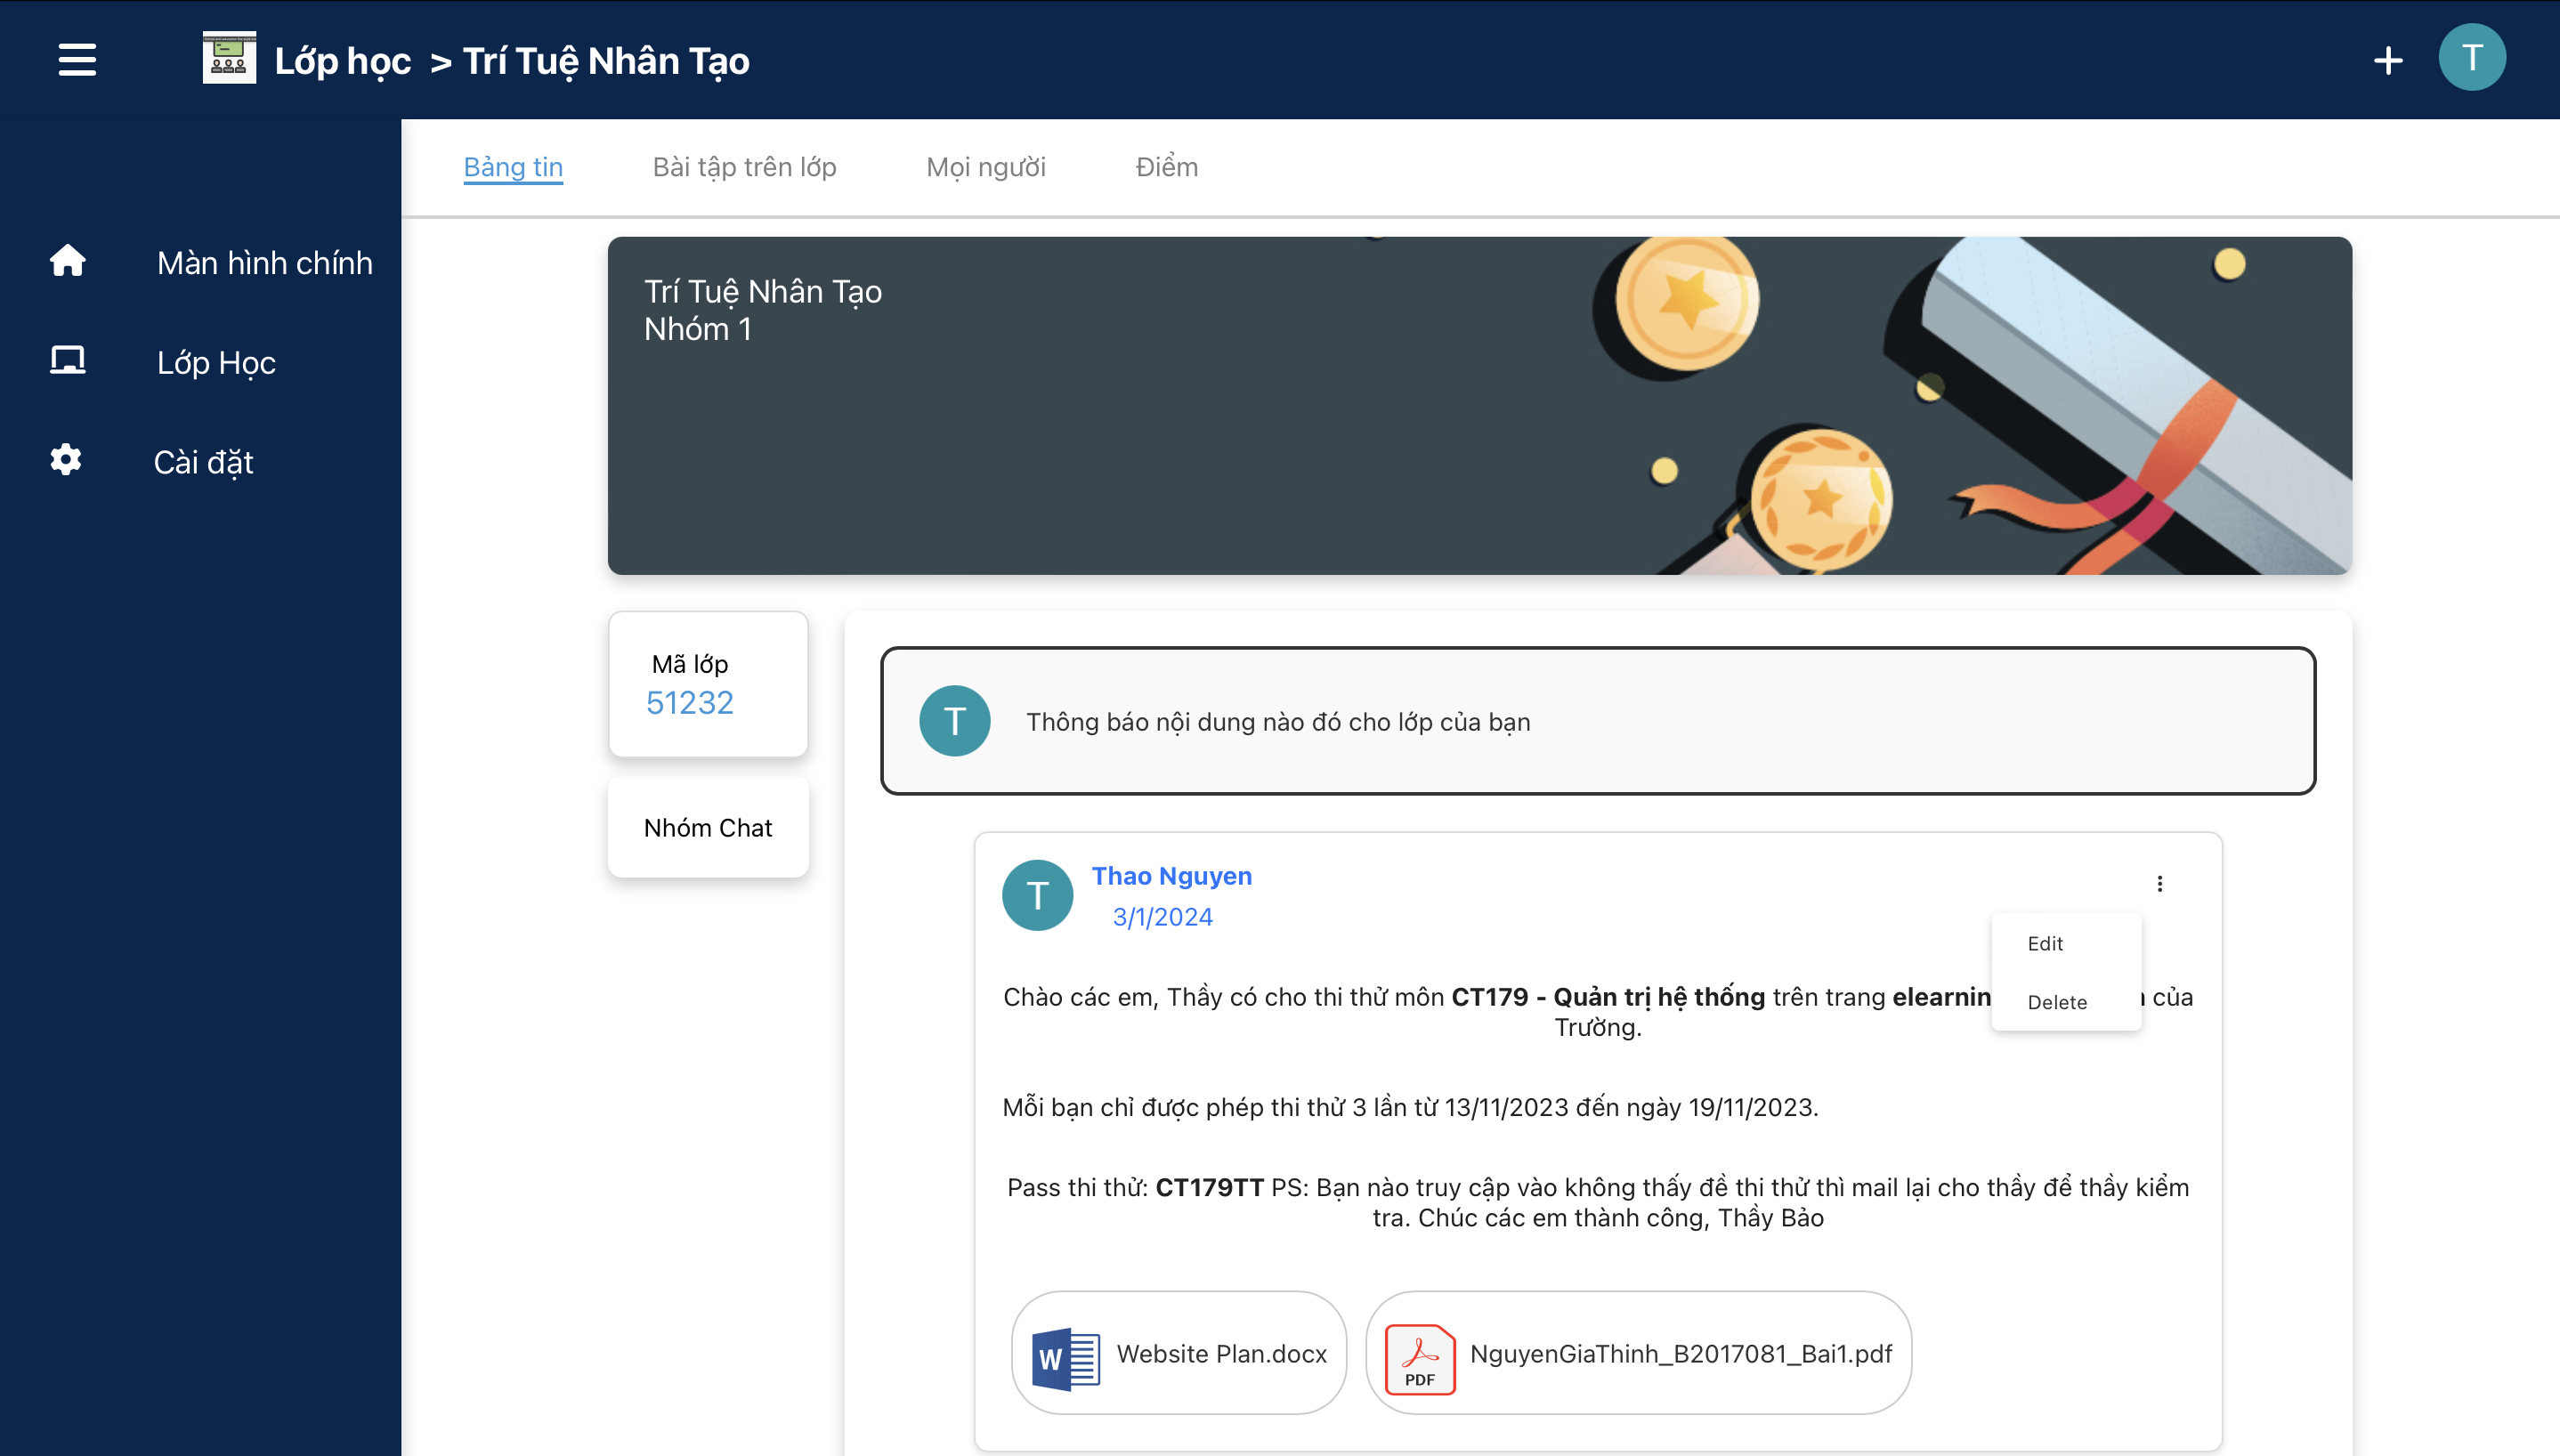 Lớp học > Trí Tuệ Nhân Tạo
T
Bảng tin
Bài tập trên lớp
Mọi người
Điểm
Màn hình chính
Lớp Học
Cài đặt
Trí Tuệ Nhân Tạo
Nhóm 1
Mã lớp
51232
Nhóm Chat
T
Thông báo nội dung nào đó cho lớp của bạn
T
Thao Nguyen
3/1/2024
Edit
Delete
Chào các em, Thầy có cho thi thử môn CT179 - Quản trị hệ thống trên trang elearnin của
Trường.
Mỗi bạn chỉ được phép thi thử 3 lần từ 13/11/2023 đến ngày 19/11/2023.
Pass thi thử: CT179TT PS: Bạn nào truy cập vào không thấy đề thi thử thì mail lại cho thầy để thầy kiểm
tra. Chúc các em thành công, Thầy Bảo
W
Website Plan.docx
PDF
NguyenGiaThinh_B2017081_Bai1.pdf